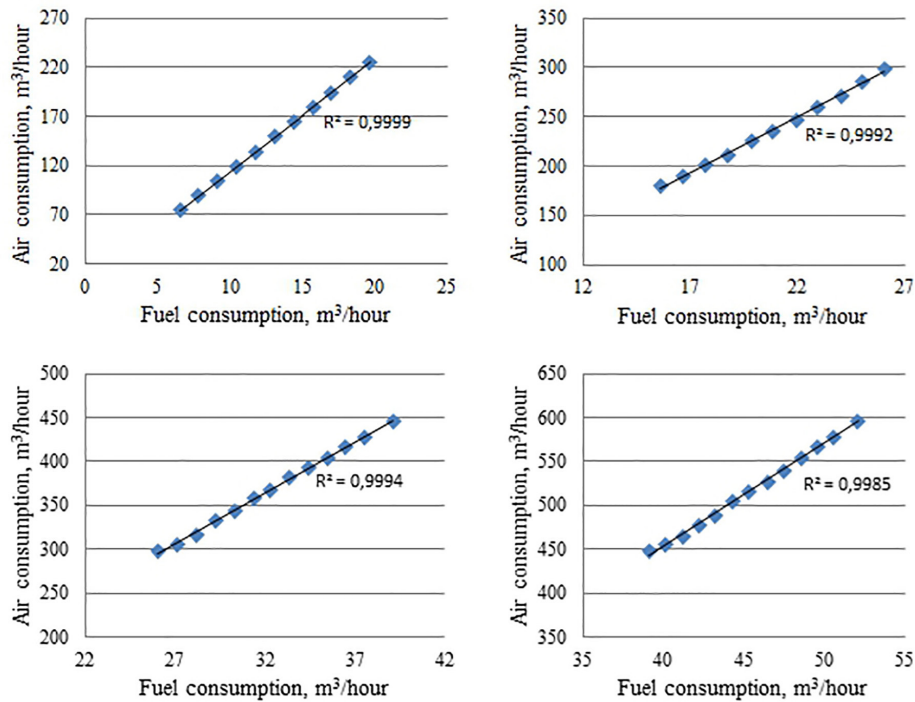 Air consumption, m³/hour
270
220
170
120
70
20
R² = 0,9999
0 5 10 15 20 25
Fuel consumption, m³/hour
Air consumption, m³/hour
350
300
250
200
150
100
R² = 0,9992
12 17 22 27
Fuel consumption, m³/hour
Air consumption, m³/hour
500
450
400
350
300
250
200
R² = 0,9994
22 27 32 37 42
Fuel consumption, m³/hour
Air consumption, m³/hour
650
600
550
500
450
400
350
R² = 0,9985
35 40 45 50 55
Fuel consumption, m³/hour